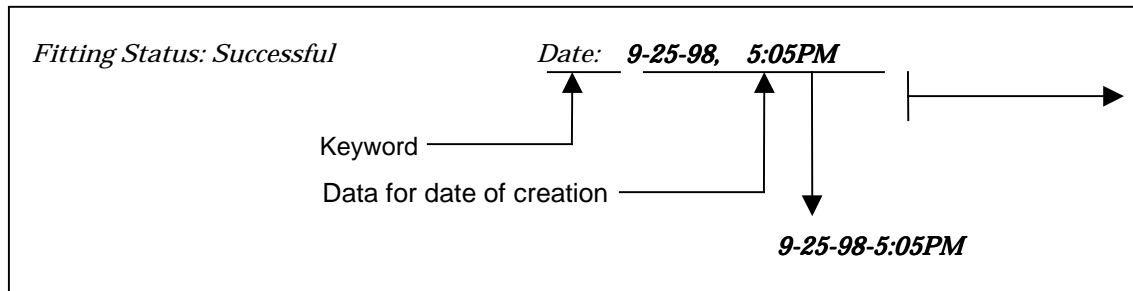 Fitting Status: Successful Date: 9-25-98, 5:05PM
Keyword
Data for date of creation
9-25-98-5:05PM